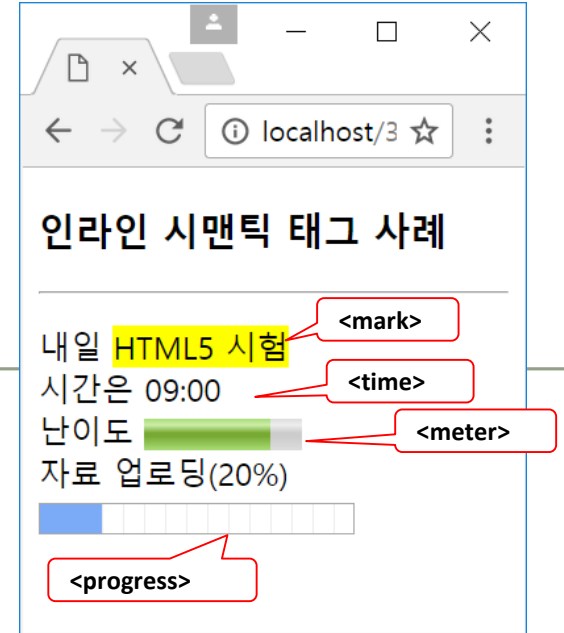 localhost/3
인라인 시맨틱 태그 사례
<mark>
내일 HTML5 시험
시간은 09:00
<time>
난이도
<meter>
자료 업로딩(20%)
<progress>